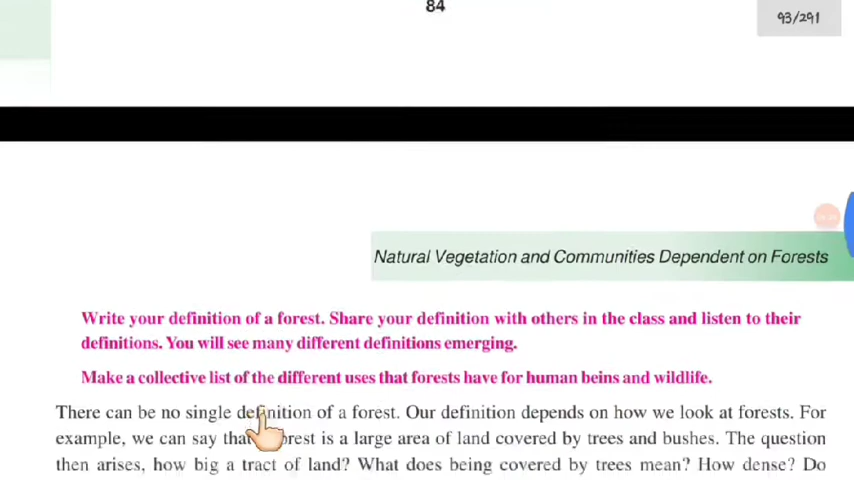 84
93/291
Natural Vegetation and Communities Dependent on Forests
Write your definition of a forest. Share your definition with others in the class and listen to their
definitions. You will see many different definitions emerging.
Make a collective list of the different uses that forests have for human beins and wildlife.
There can be no single definition of a forest. Our definition depends on how we look at forests. For
example, we can say that forest is a large area of land covered by trees and bushes. The question
then arises, how big a tract of land? What does being covered by trees mean? How dense? Do